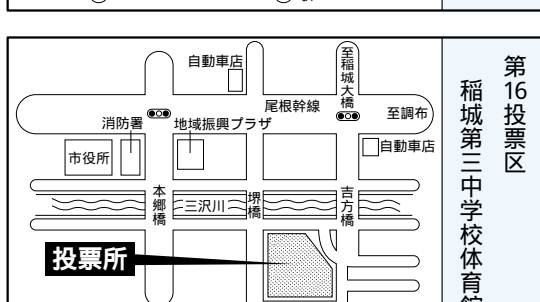 第16投票区
稲城第三中学校体育館
自動車店
至稲城大橋
尾根幹線
至調布
消防署
地域振興プラザ
自動車店
市役所
本郷橋
三沢川
堺橋
吉方橋
投票所